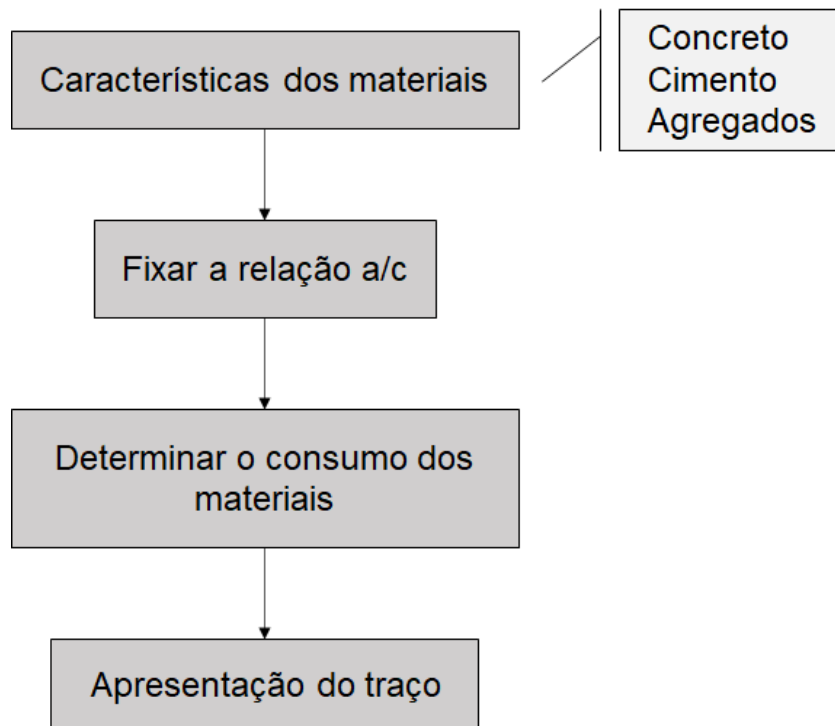 Características dos materiais
Concreto
Cimento
Agregados
Fixar a relação a/c
Determinar o consumo dos
materiais
Apresentação do traço